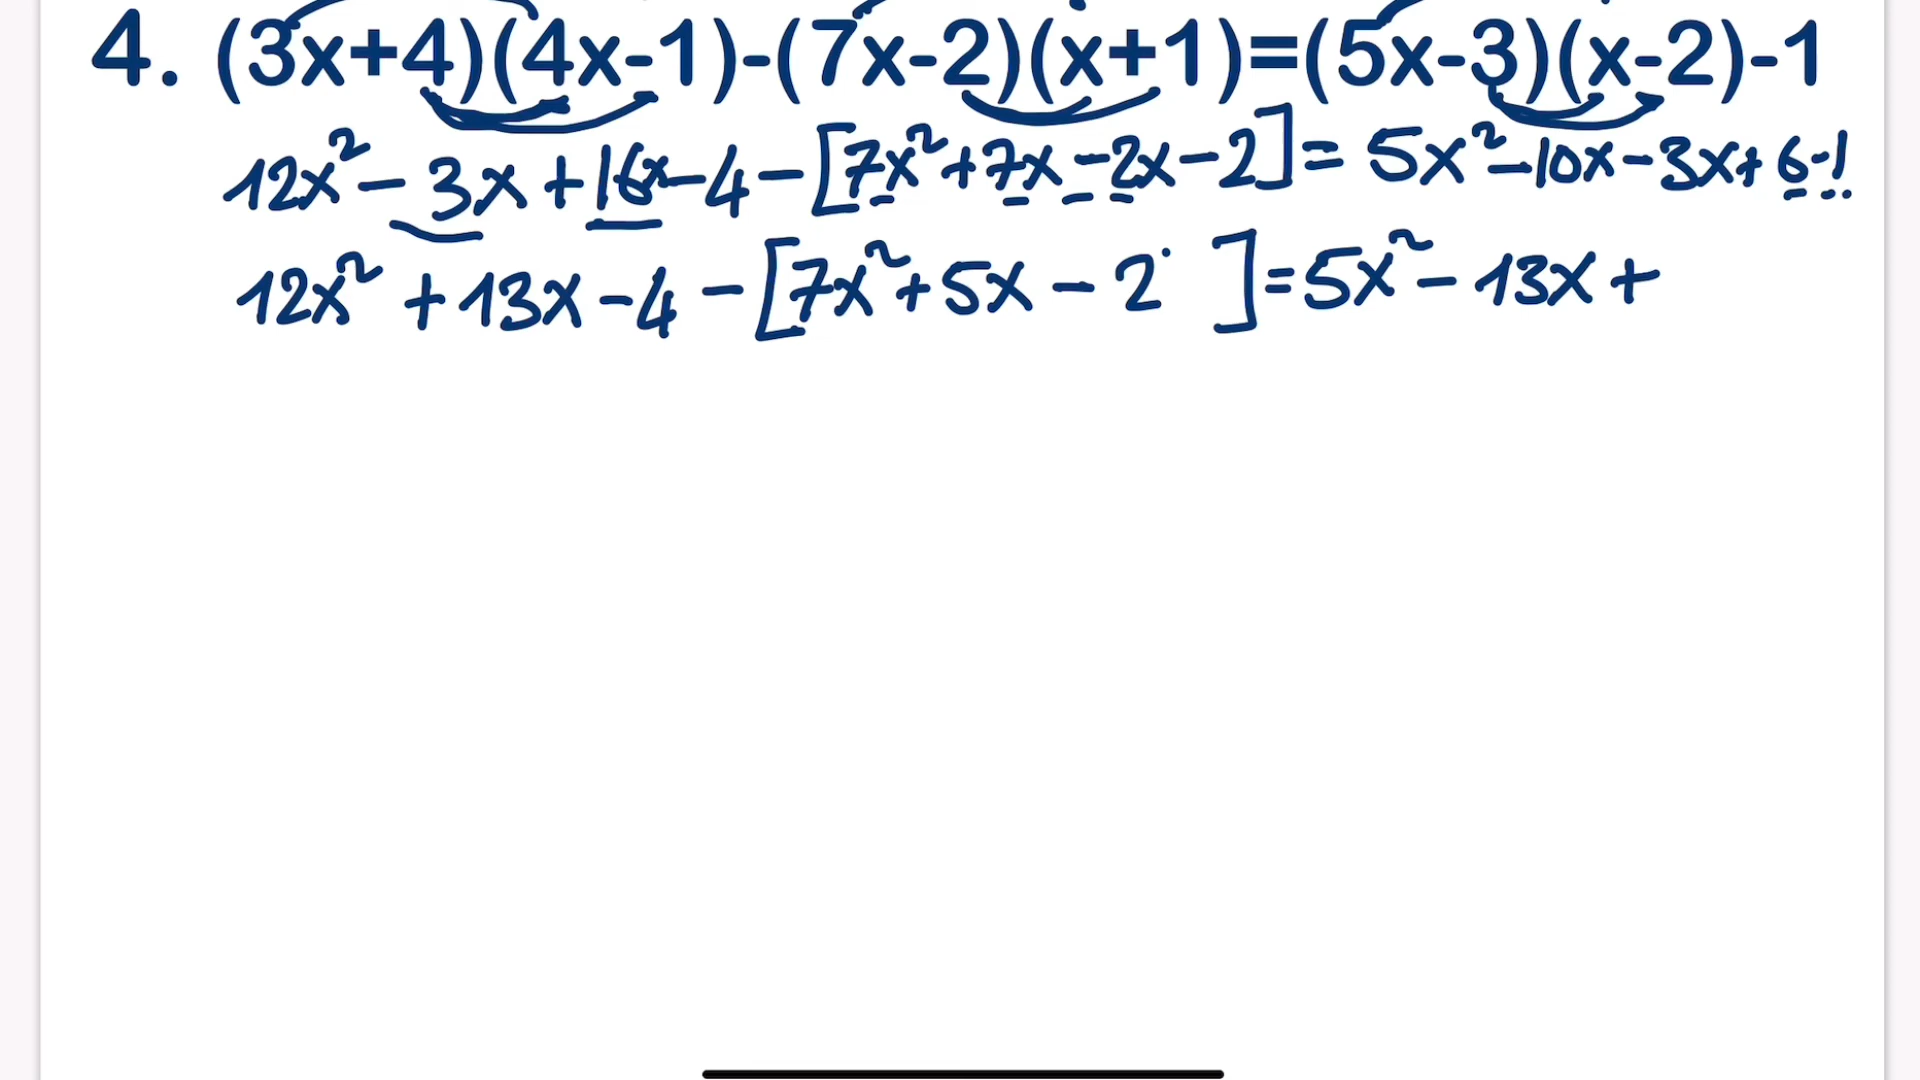 4. (3x+4)(4x-1)-(7x-2)(x+1)=(5x-3)(x-2)-1
12x² - 3x + 16x - 4 - [7x² + 7x - 2x - 2] = 5x² - 10x - 3x + 6 - 1
12x² + 13x - 4 - [7x² + 5x - 2 ] = 5x² - 13x +